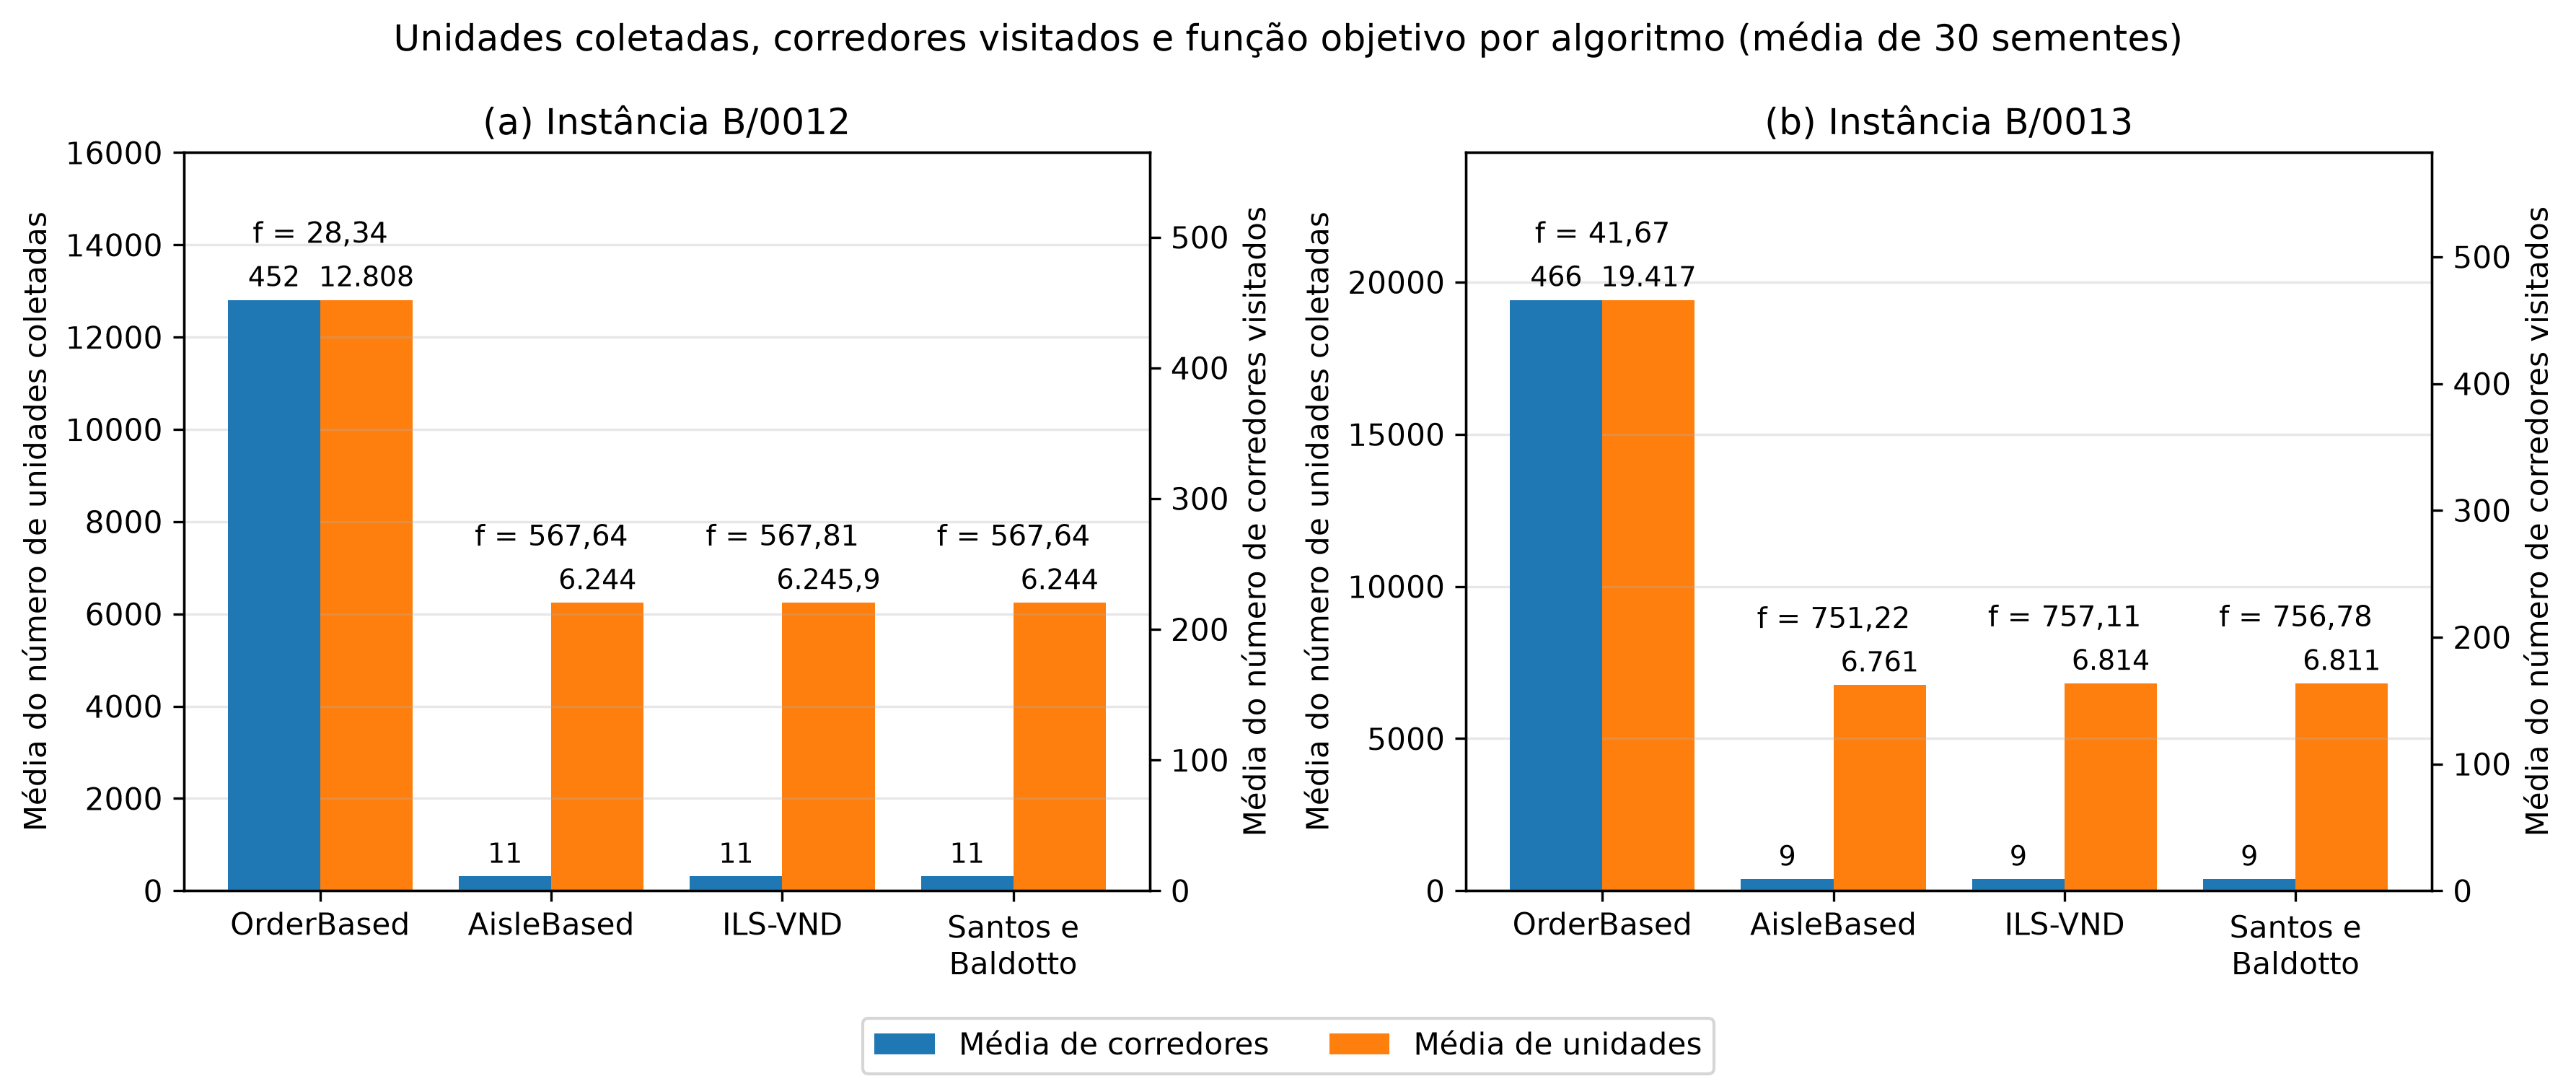 Unidades coletadas, corredores visitados e função objetivo por algoritmo (média de 30 sementes)
(a) Instância B/0012
Média do número de unidades coletadas
16000
14000
12000
10000
8000
6000
4000
2000
0
f = 28,34
452 12.808
f = 567,64
6.244
11
f = 567,81
6.245,9
11
f = 567,64
6.244
11
OrderBased
AisleBased
ILS-VND
Santos e
Baldotto
500
400
300
200
100
0
Média do número de corredores visitados
(b) Instância B/0013
Média do número de unidades coletadas
20000
15000
10000
5000
0
f = 41,67
466 19.417
f = 751,22
6.761
9
f = 757,11
6.814
9
f = 756,78
6.811
9
OrderBased
AisleBased
ILS-VND
Santos e
Baldotto
500
400
300
200
100
0
Média do número de corredores visitados
Média de corredores
Média de unidades